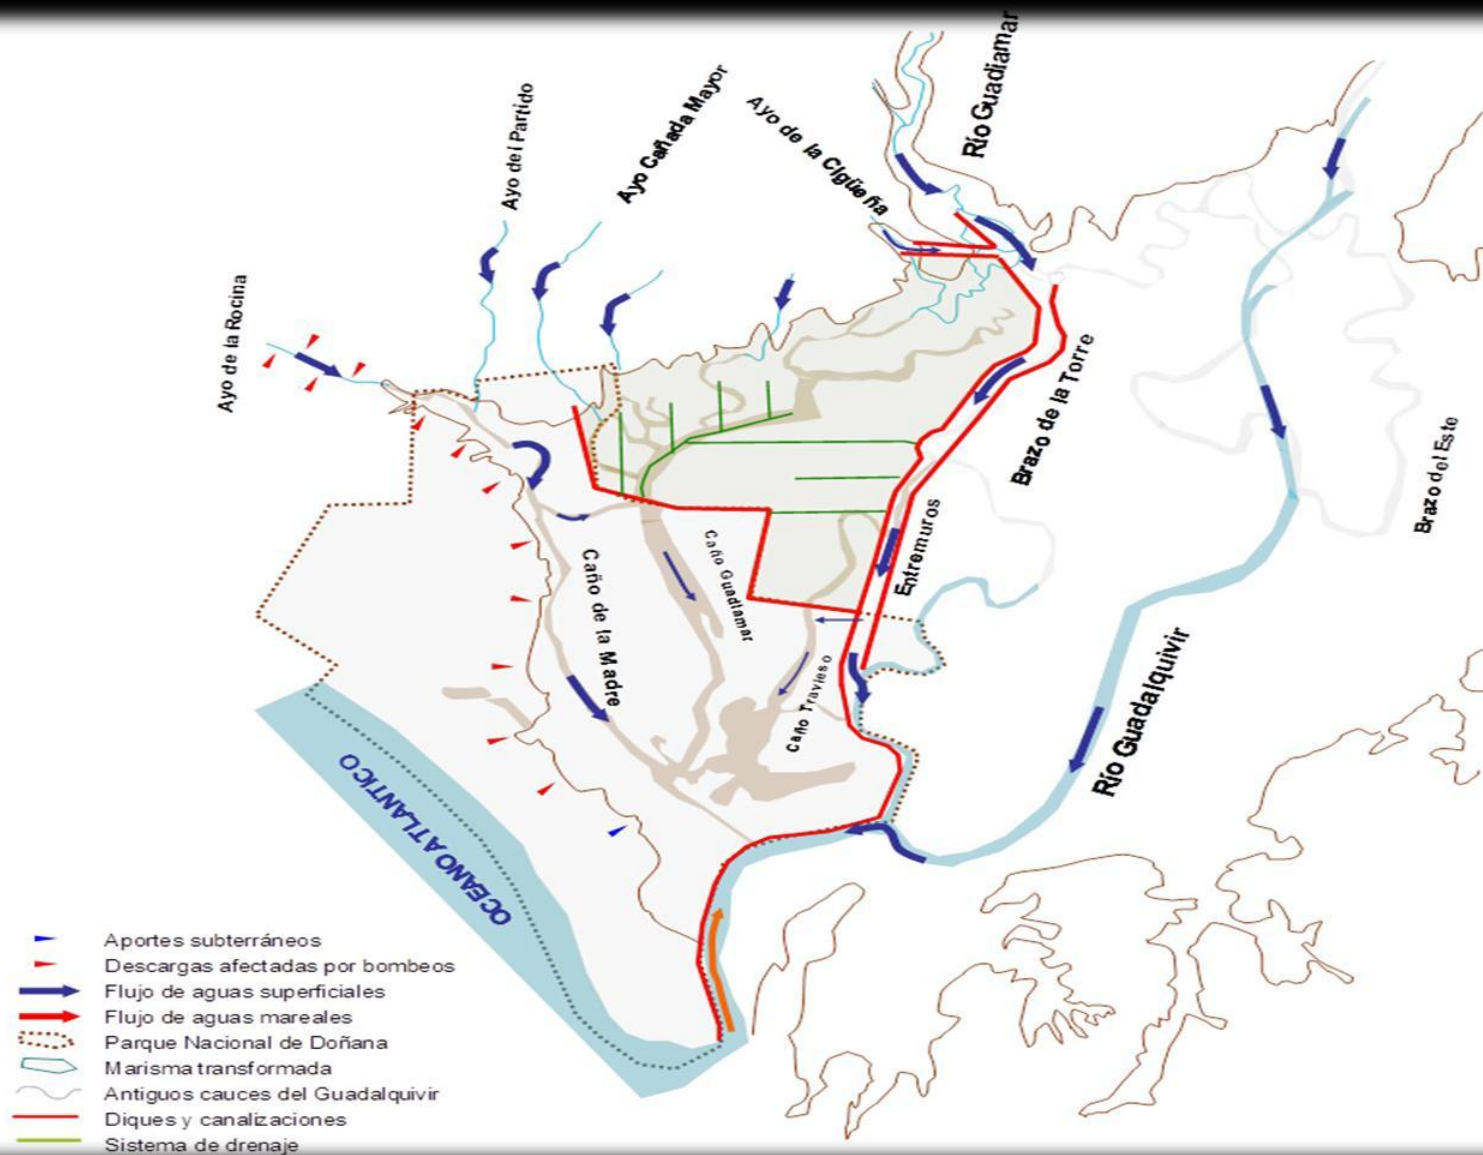 Río Guadiamar
Ayo del Partido
Ayo Cañada Mayor
Ayo de la Cigüeña
Ayo de la Rocina
Brazo de la Torre
Brazo del Este
Entremuros
Caño Guadiamar
Caño de la Madre
Caño Travieso
Río Guadalquivir
OCEANO ATLANTICO
Aportes subterráneos
Descargas afectadas por bombeos
Flujo de aguas superficiales
Flujo de aguas mareales
Parque Nacional de Doñana
Marisma transformada
Antiguos cauces del Guadalquivir
Diques y canalizaciones
Sistema de drenaje